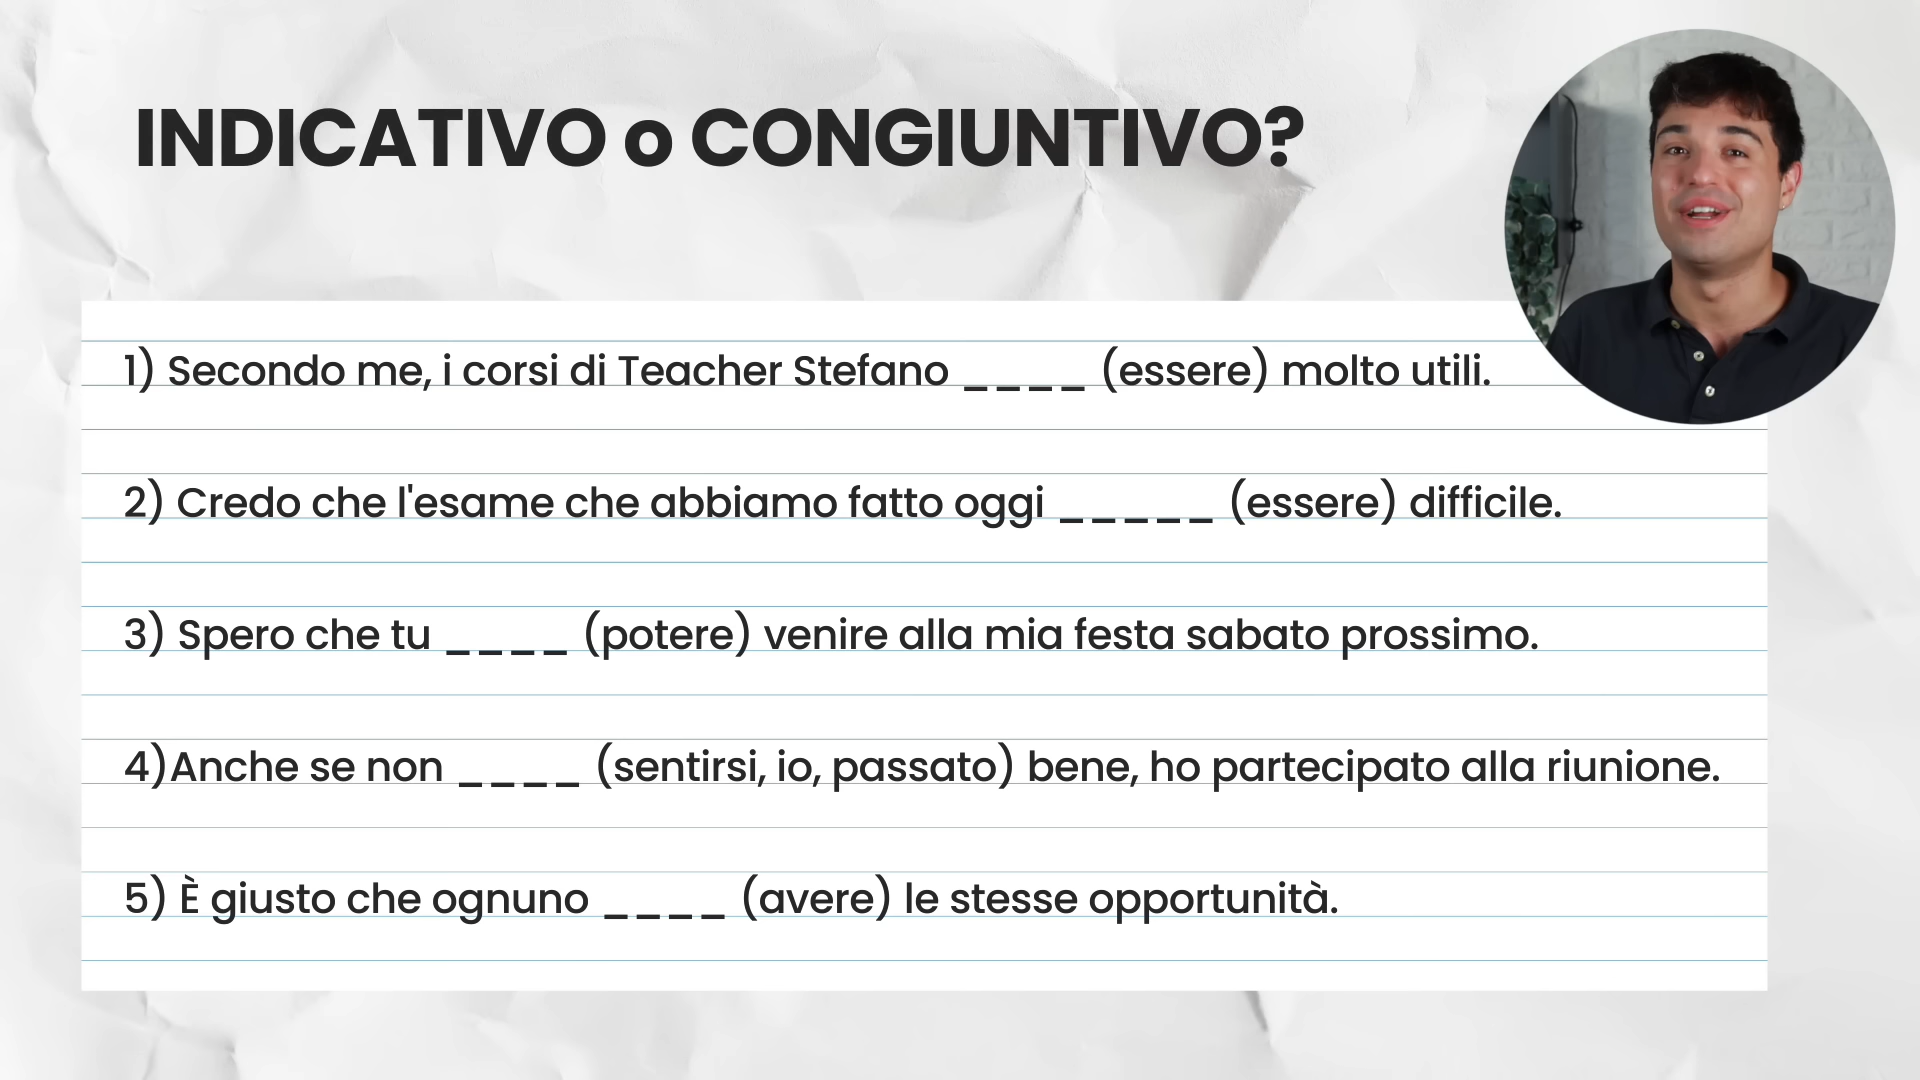 INDICATIVO o CONGIUNTIVO?
1) Secondo me, i corsi di Teacher Stefano ____ (essere) molto utili.
2) Credo che l'esame che abbiamo fatto oggi _____ (essere) difficile.
3) Spero che tu ____ (potere) venire alla mia festa sabato prossimo.
4)Anche se non ____ (sentirsi, io, passato) bene, ho partecipato alla riunione.
5) È giusto che ognuno ____ (avere) le stesse opportunità.